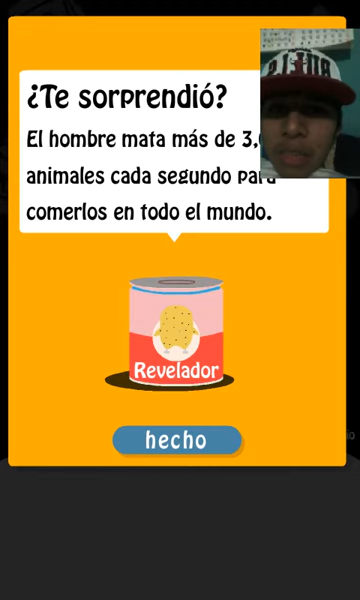 ¿Te sorprendió?
El hombre mata más de 3,
animales cada segundo para
comerlos en todo el mundo.
Revelador
hecho